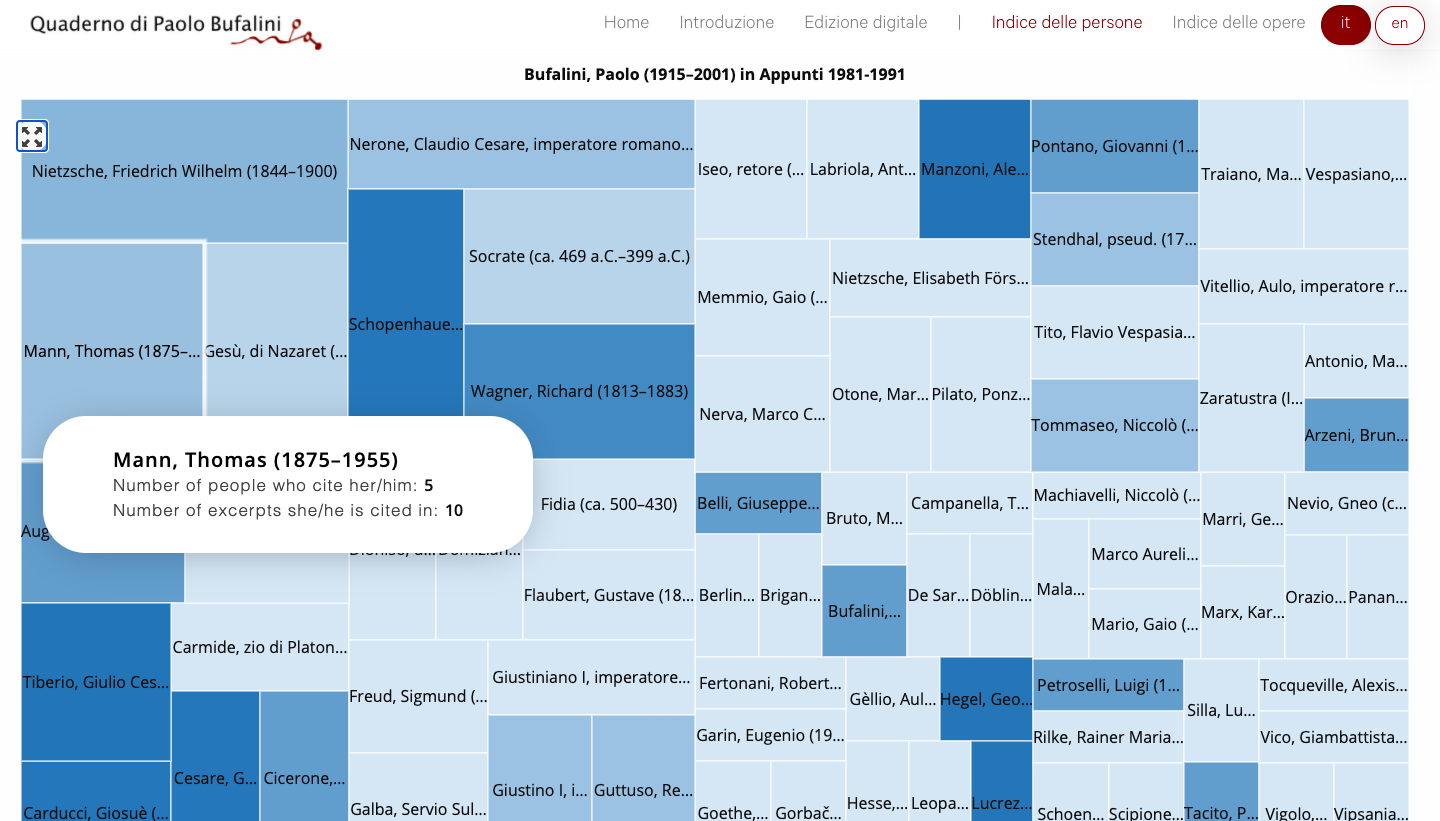 Quaderno di Paolo Bufalini
Home Introduzione Edizione digitale | Indice delle persone Indice delle opere it en
Bufalini, Paolo (1915–2001) in Appunti 1981-1991
Nietzsche, Friedrich Wilhelm (1844–1900)
Mann, Thomas (1875–...
Gesù, di Nazaret (...
Mann, Thomas (1875–1955)
Number of people who cite her/him: 5
Number of excerpts she/he is cited in: 10
Aug
Tiberio, Giulio Ces...
Carducci, Giosuè (...
Carmide, zio di Platon...
Cesare, G...
Cicerone,...
Nerone, Claudio Cesare, imperatore romano...
Schopenhaue...
Socrate (ca. 469 a.C.–399 a.C.)
Wagner, Richard (1813–1883)
Fidia (ca. 500–430)
Dioniso, d...
Domizian...
Flaubert, Gustave (18...
Freud, Sigmund (...
Galba, Servio Sul...
Giustiniano I, imperatore...
Giustino I, i...
Guttuso, Re...
Iseo, retore (...
Labriola, Ant...
Manzoni, Ale...
Memmio, Gaio (...
Nerva, Marco C...
Nietzsche, Elisabeth Förs...
Otone, Mar...
Pilato, Ponz...
Pontano, Giovanni (1...
Stendhal, pseud. (17...
Tito, Flavio Vespasia...
Tommaseo, Niccolò (...
Traiano, Ma...
Vespasiano,...
Vitellio, Aulo, imperatore r...
Zaratustra (l...
Antonio, Ma...
Arzeni, Brun...
Belli, Giuseppe...
Berlin...
Brigan...
Bruto, M...
Bufalini,...
Campanella, T...
De Sar...
Döblin...
Fertonani, Robert...
Garin, Eugenio (19...
Goethe,...
Gorbač...
Gèllio, Aul...
Hegel, Geo...
Hesse,...
Leopa...
Lucrez...
Machiavelli, Niccolò (...
Mala...
Marco Aureli...
Mario, Gaio (...
Marri, Ge...
Marx, Kar...
Nevio, Gneo (c...
Orazio...
Panan...
Petroselli, Luigi (1...
Rilke, Rainer Maria...
Schoen...
Scipione...
Silla, Lu...
Tacito, P...
Tocqueville, Alexis...
Vico, Giambattista...
Vigolo,...
Vipsania...